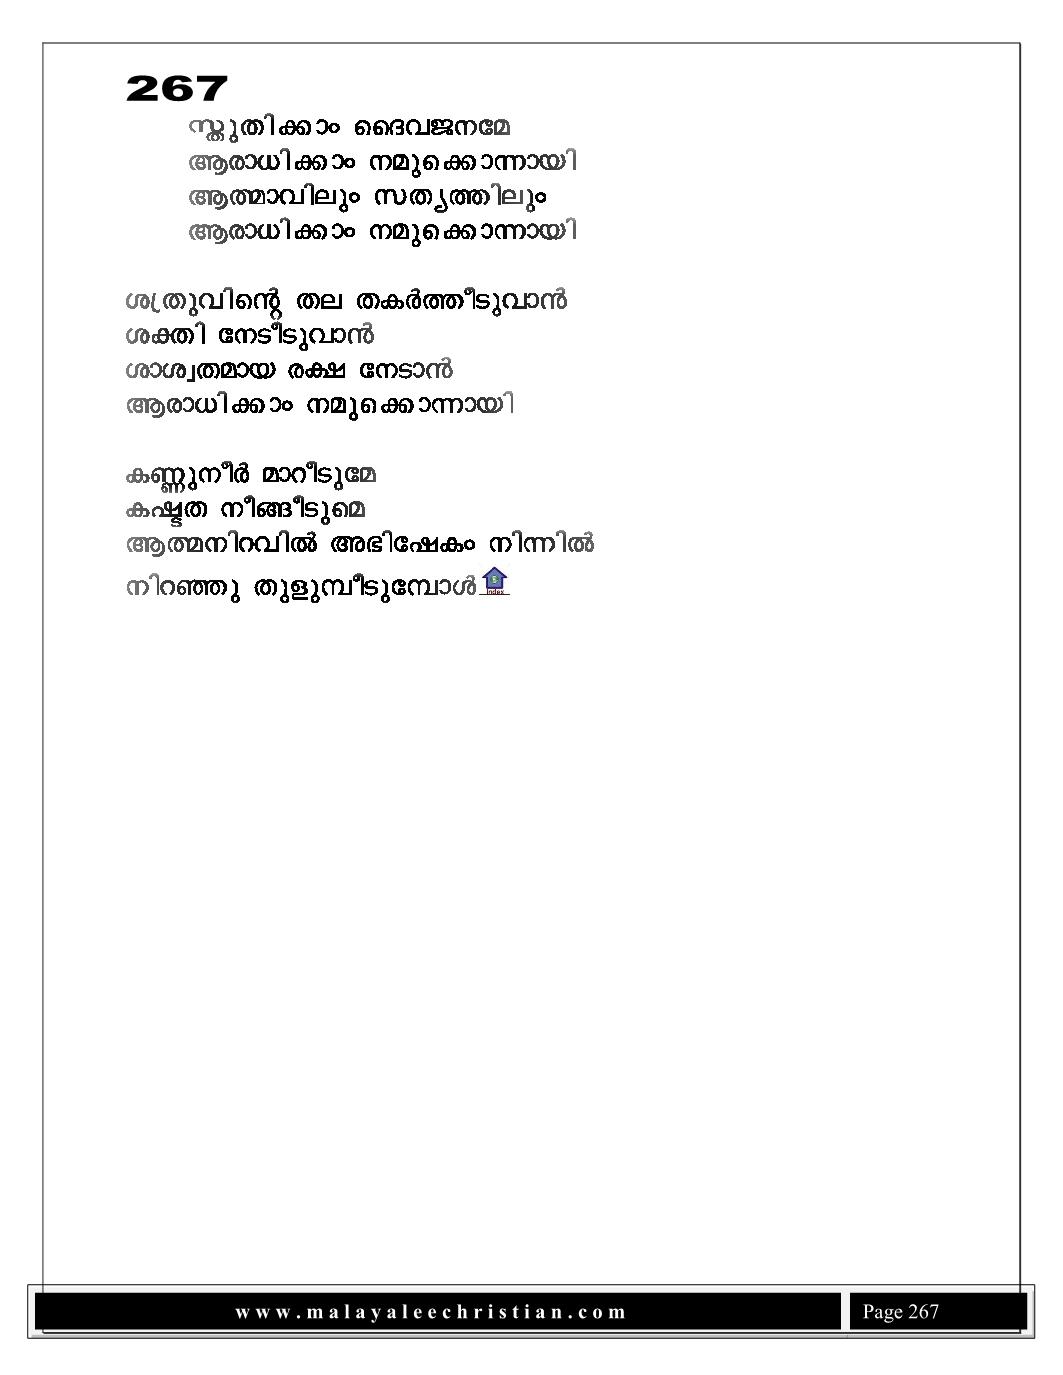 267
സ്തുതിക്കാം ദൈവജനമേ
ആരാധിക്കാം നമുക്കൊന്നായി
ആത്മാവിലും സത്യത്തിലും
ആരാധിക്കാം നമുക്കൊന്നായി
ശത്രുവിന്റെ തല തകർത്തീടുവാൻ
ശക്തി നേടീടുവാൻ
ശാശ്വതമായ രക്ഷ നേടാൻ
ആരാധിക്കാം നമുക്കൊന്നായി
കണ്ണുനീർ മാറീടുമേ
കഷ്ടത നീങ്ങീടുമെ
ആത്മനിറവിൽ അഭിഷേകം നിന്നിൽ
നിറഞ്ഞു തുളുമ്പീടുമ്പോൾ Index
www.malayaleechristian.com Page 267